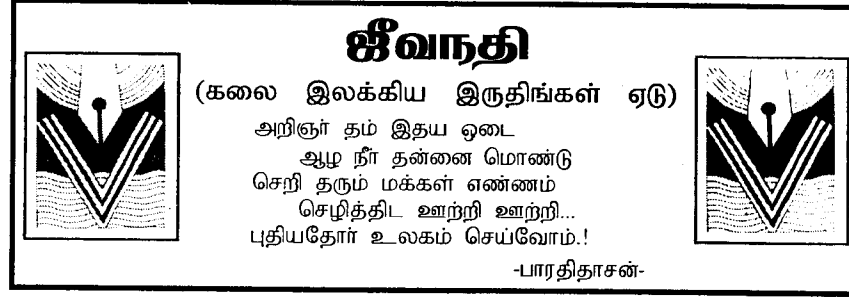 ஜீவநதி
(கலை இலக்கிய இருதிங்கள் ஏடு)
அறிஞர் தம் இதய ஒடை
ஆழ நீர் தன்னை மொண்டு
செறி தரும் மக்கள் எண்ணம்
செழித்திட ஊற்றி ஊற்றி...
புதியதோர் உலகம் செய்வோம்.!
-பாரதிதாசன்-